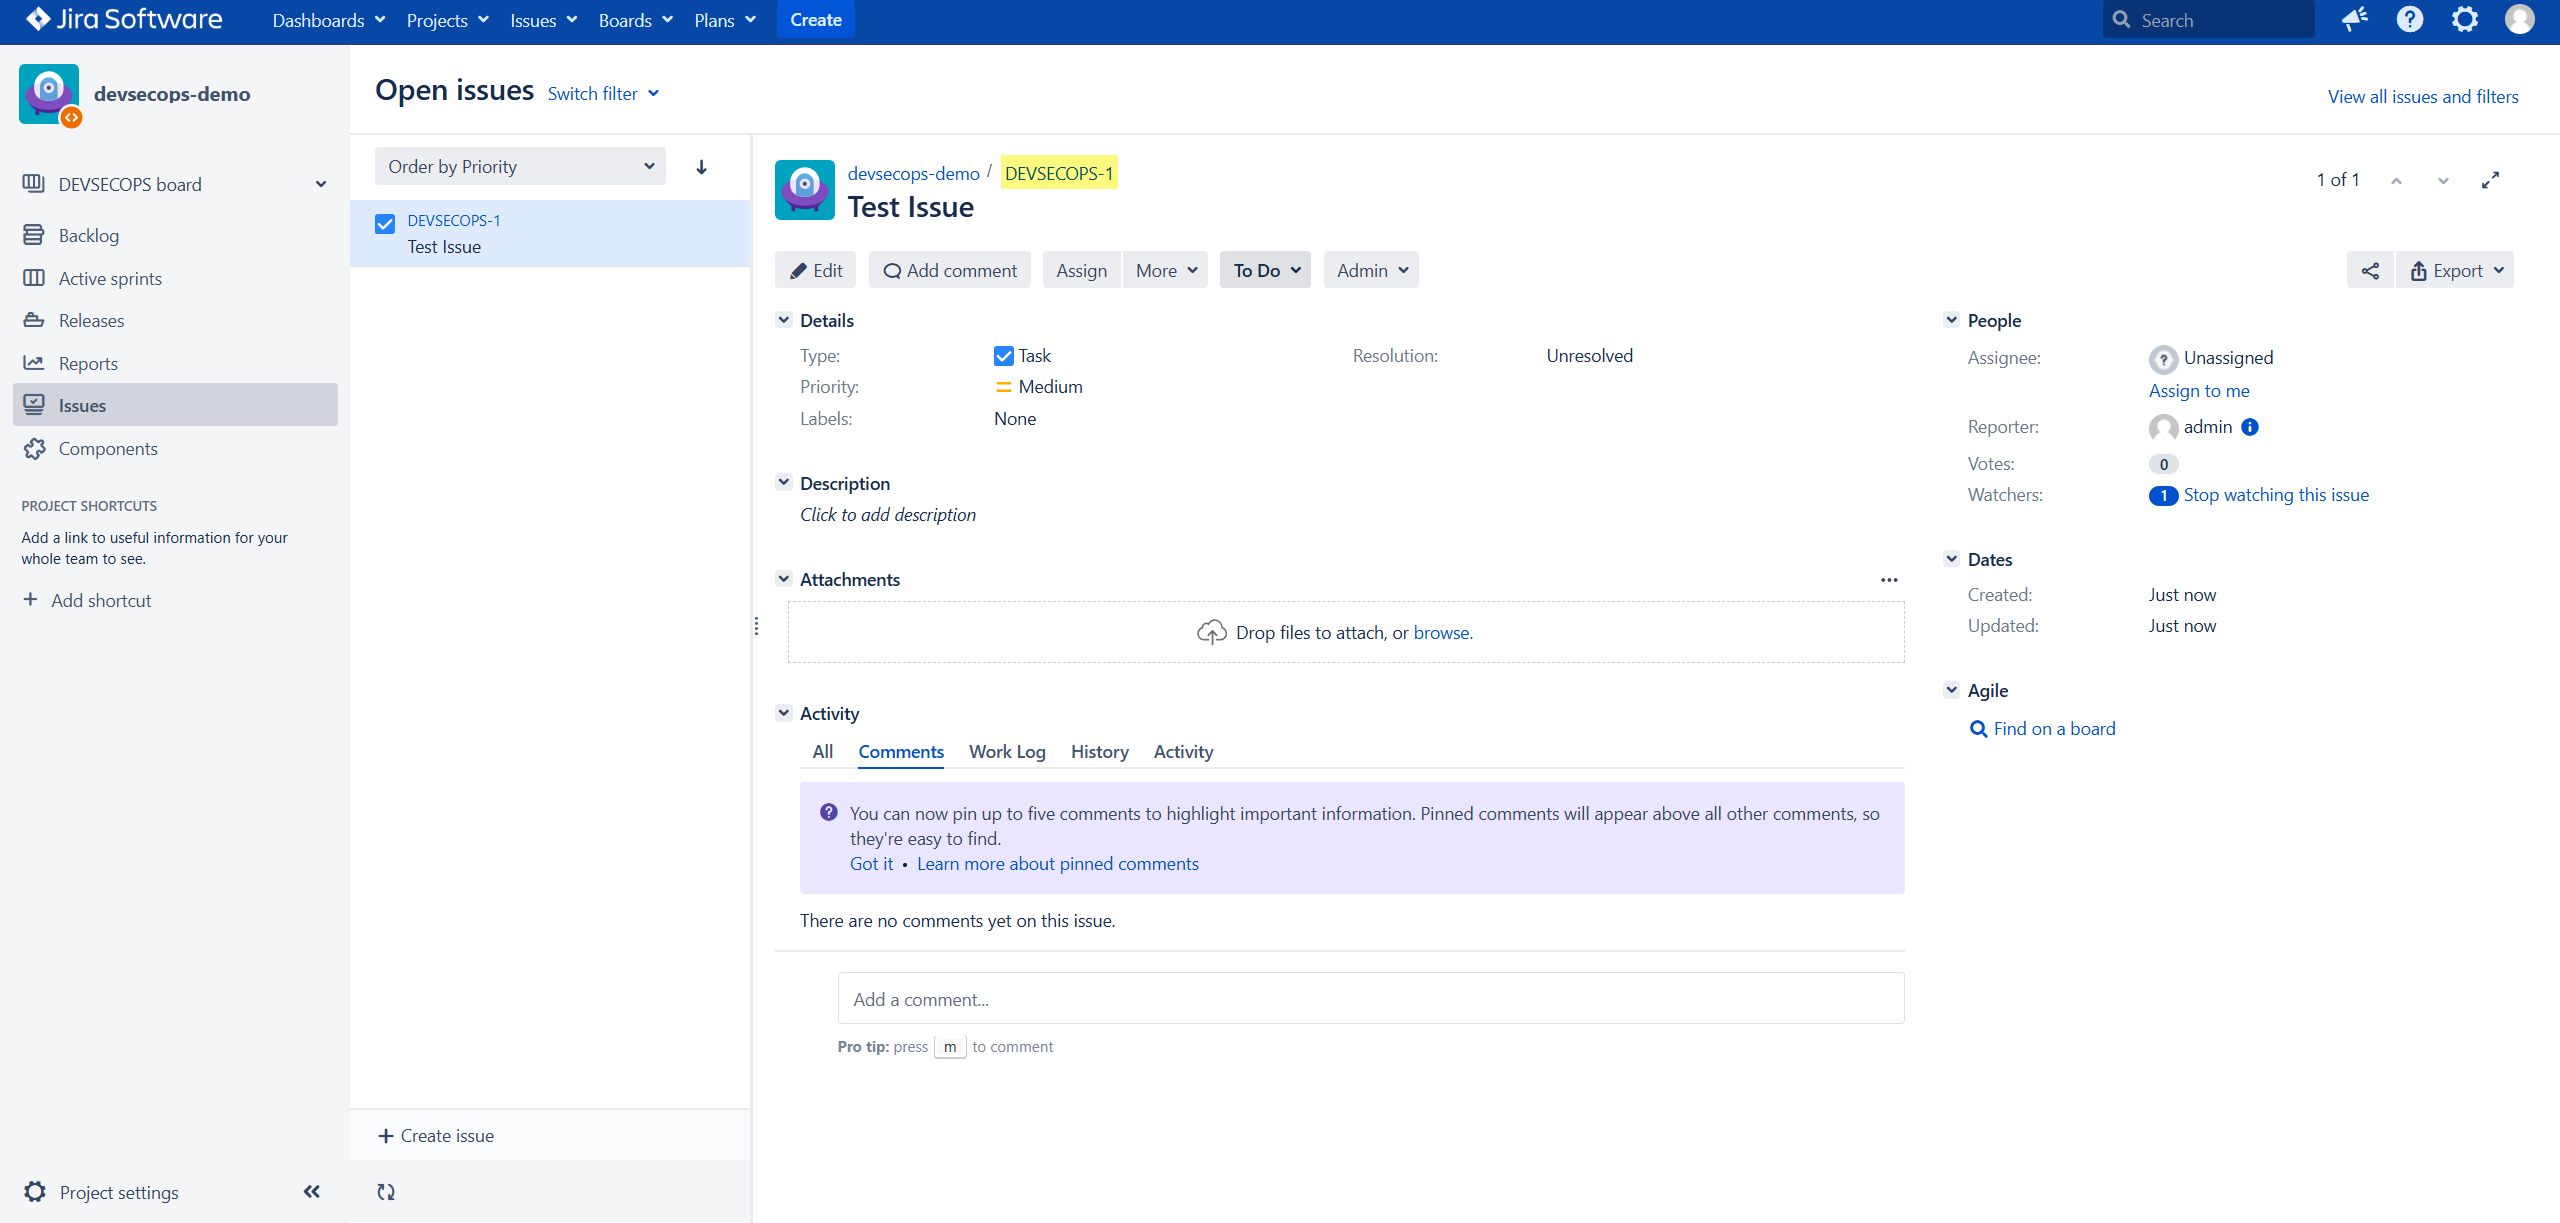 Jira Software
Dashboards Projects Issues Boards Plans Create
Search
devsecops-demo
DEVSECOPS board
Backlog
Active sprints
Releases
Reports
Issues
Components
PROJECT SHORTCUTS
Add a link to useful information for your
whole team to see.
Add shortcut
Project settings
Open issues Switch filter
View all issues and filters
Order by Priority
DEVSECOPS-1
Test Issue
Create issue
devsecops-demo / DEVSECOPS-1
Test Issue
1 of 1
Edit Add comment Assign More To Do Admin
Export
Details
Type: Task
Resolution: Unresolved
Priority: Medium
Labels: None
Description
Click to add description
Attachments
Drop files to attach, or browse.
Activity
All Comments Work Log History Activity
You can now pin up to five comments to highlight important information. Pinned comments will appear above all other comments, so
they're easy to find.
Got it • Learn more about pinned comments
There are no comments yet on this issue.
Add a comment...
Pro tip: press m to comment
People
Assignee: Unassigned
Assign to me
Reporter: admin
Votes: 0
Watchers: 1 Stop watching this issue
Dates
Created: Just now
Updated: Just now
Agile
Find on a board